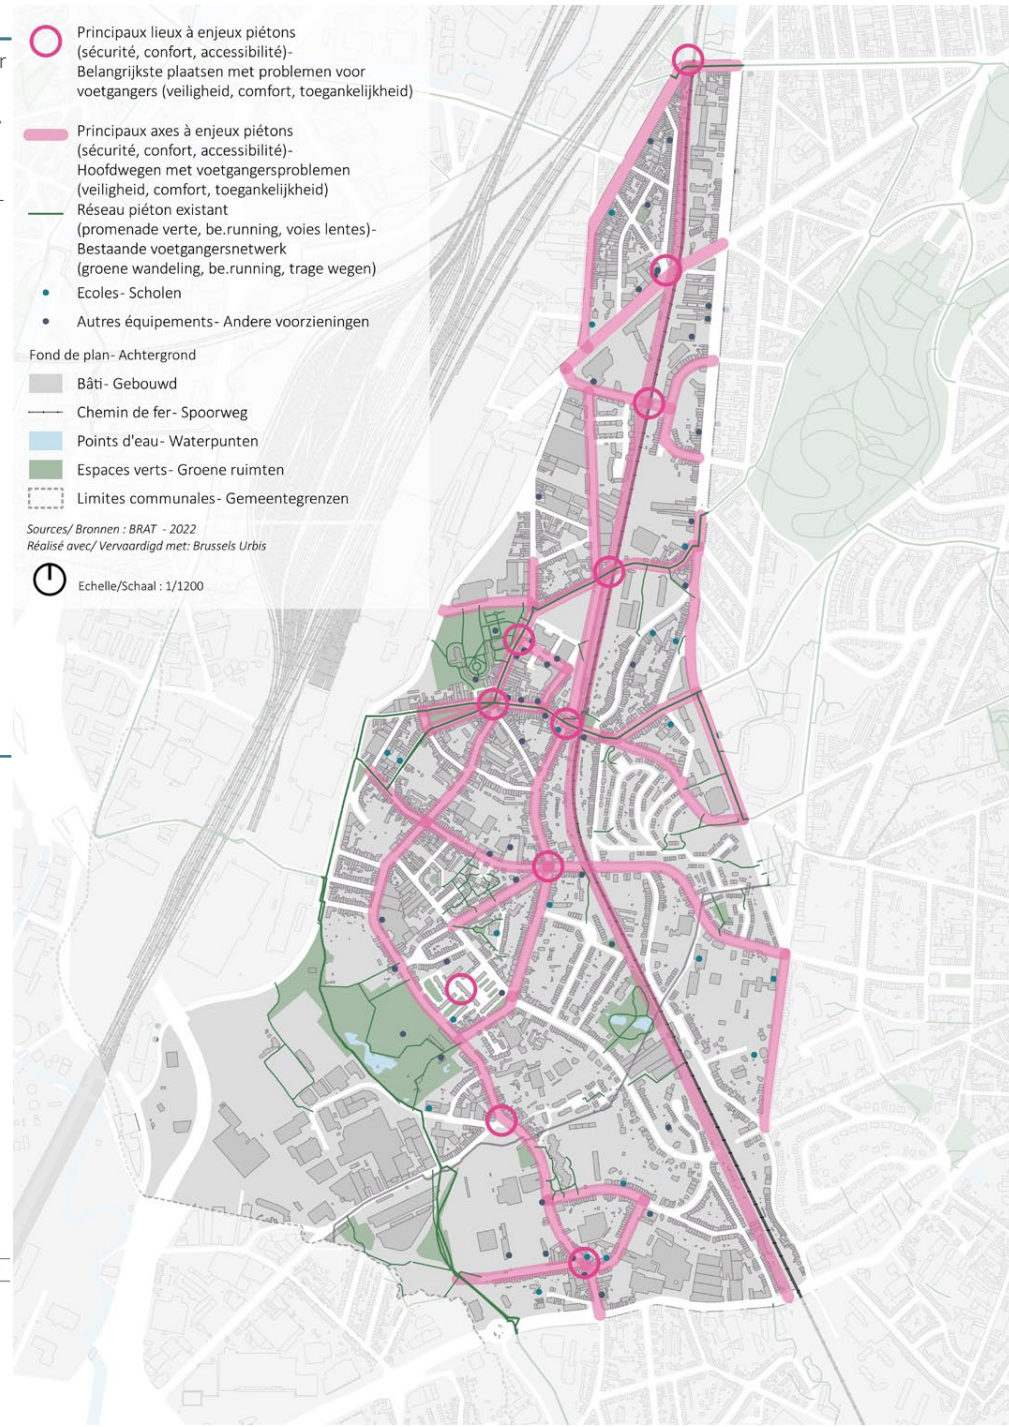 Principaux lieux à enjeux piétons
(sécurité, confort, accessibilité)-
Belangrijkste plaatsen met problemen voor
voetgangers (veiligheid, comfort, toegankelijkheid)
Principaux axes à enjeux piétons
(sécurité, confort, accessibilité)-
Hoofdwegen met voetgangersproblemen
(veiligheid, comfort, toegankelijkheid)
Réseau piéton existant
(promenade verte, be.running, voies lentes)-
Bestaande voetgangersnetwerk
(groene wandeling, be.running, trage wegen)
Ecoles- Scholen
Autres équipements- Andere voorzieningen
Fond de plan- Achtergrond
Bâti- Gebouwd
Chemin de fer- Spoorweg
Points d'eau- Waterpunten
Espaces verts- Groene ruimten
Limites communales- Gemeentegrenzen
Sources/ Bronnen : BRAT - 2022
Réalisé avec/ Vervaardigd met: Brussels Urbis
Echelle/Schaal : 1/1200